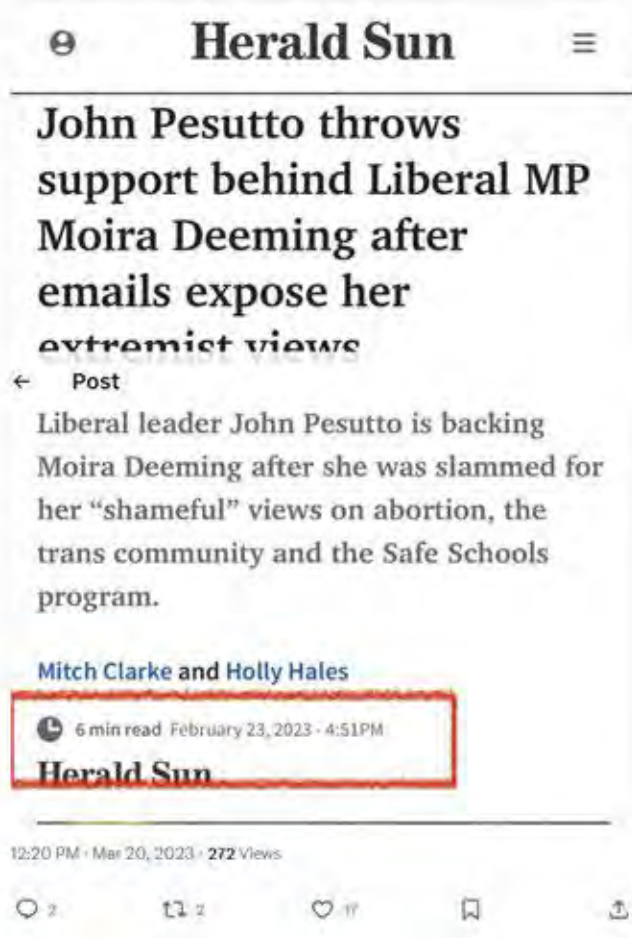 Herald Sun
John Pesutto throws
support behind Liberal MP
Moira Deeming after
emails expose her
extremist views
← Post
Liberal leader John Pesutto is backing
Moira Deeming after she was slammed for
her “shameful” views on abortion, the
trans community and the Safe Schools
program.
Mitch Clarke and Holly Hales
6 min read February 23, 2023 - 4:51PM
Herald Sun
12:20 PM · Mar 20, 2023 · 272 Views
2 2 17